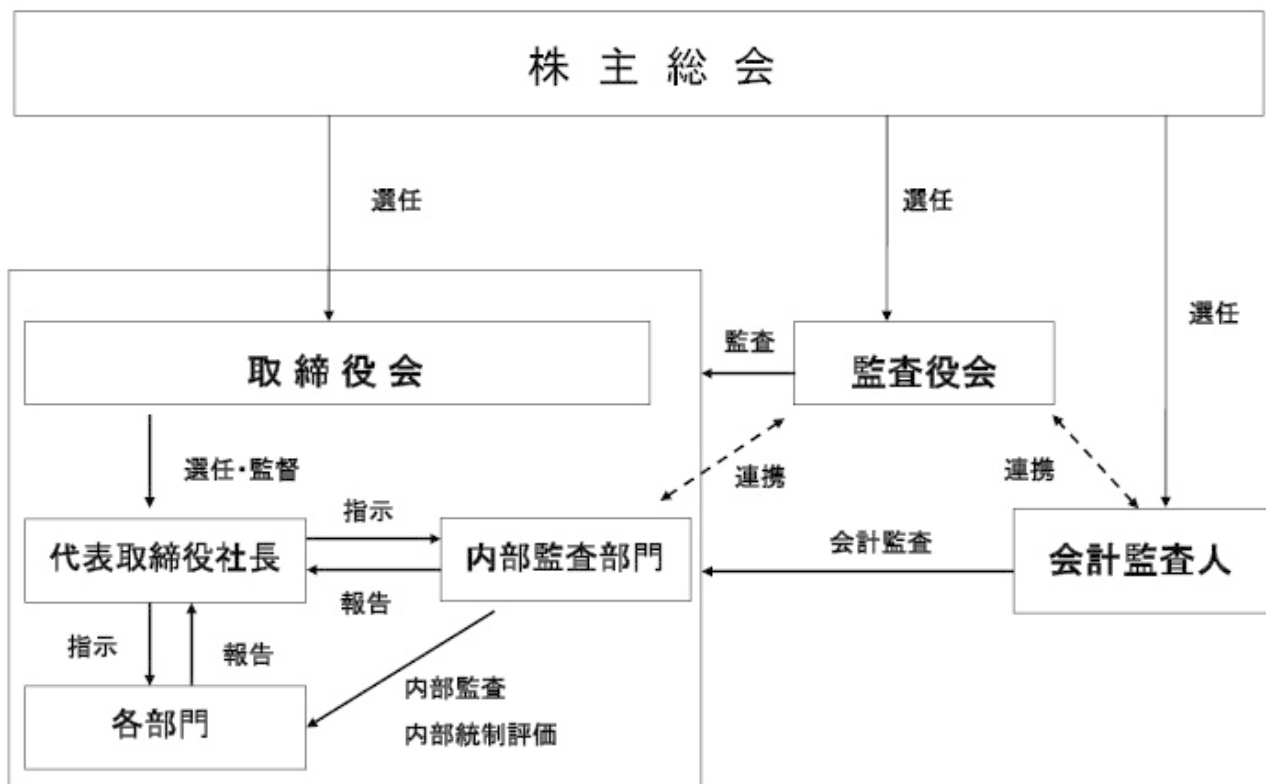 株主総会
選任
選任
選任
取締役会
監査
監査役会
選任・監督
連携
連携
代表取締役社長
指示
報告
内部監査部門
会計監査
会計監査人
指示
報告
各部門
内部監査
内部統制評価